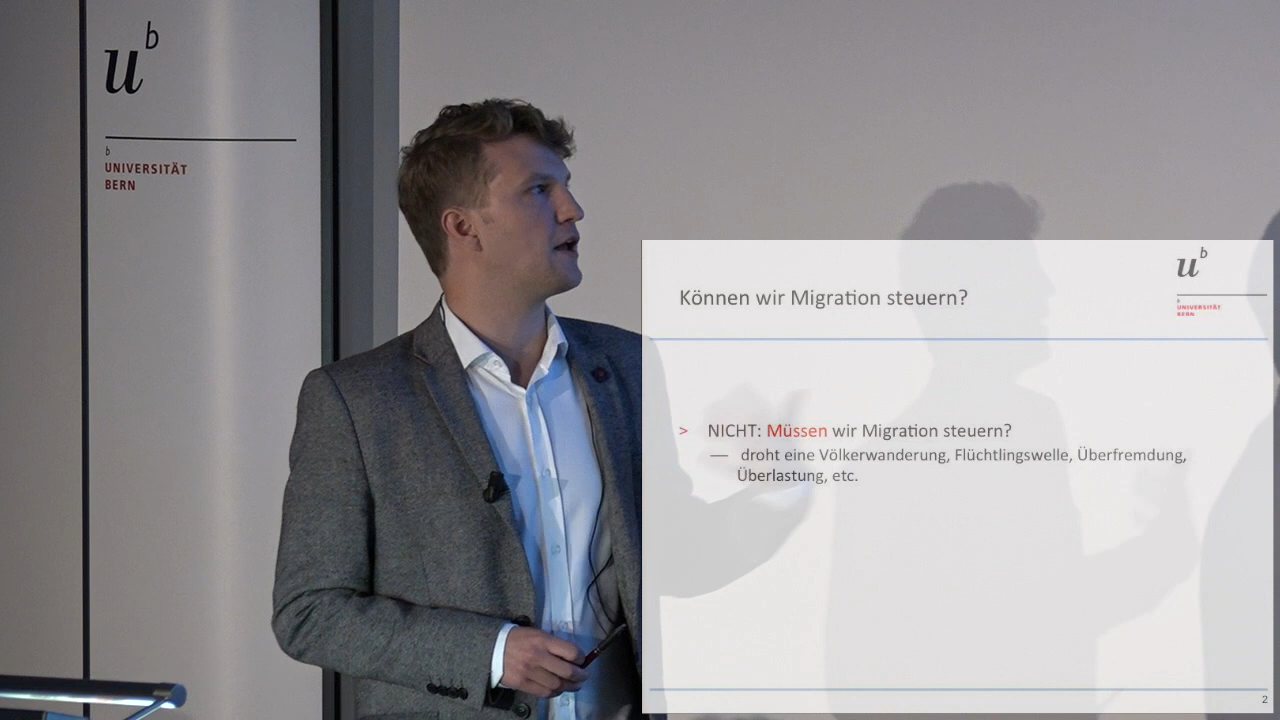 u^b
b
UNIVERSITÄT
BERN
u^b
b
UNIVERSITÄT
BERN
Können wir Migration steuern?
> NICHT: Müssen wir Migration steuern?
— droht eine Völkerwanderung, Flüchtlingswelle, Überfremdung,
Überlastung, etc.
2